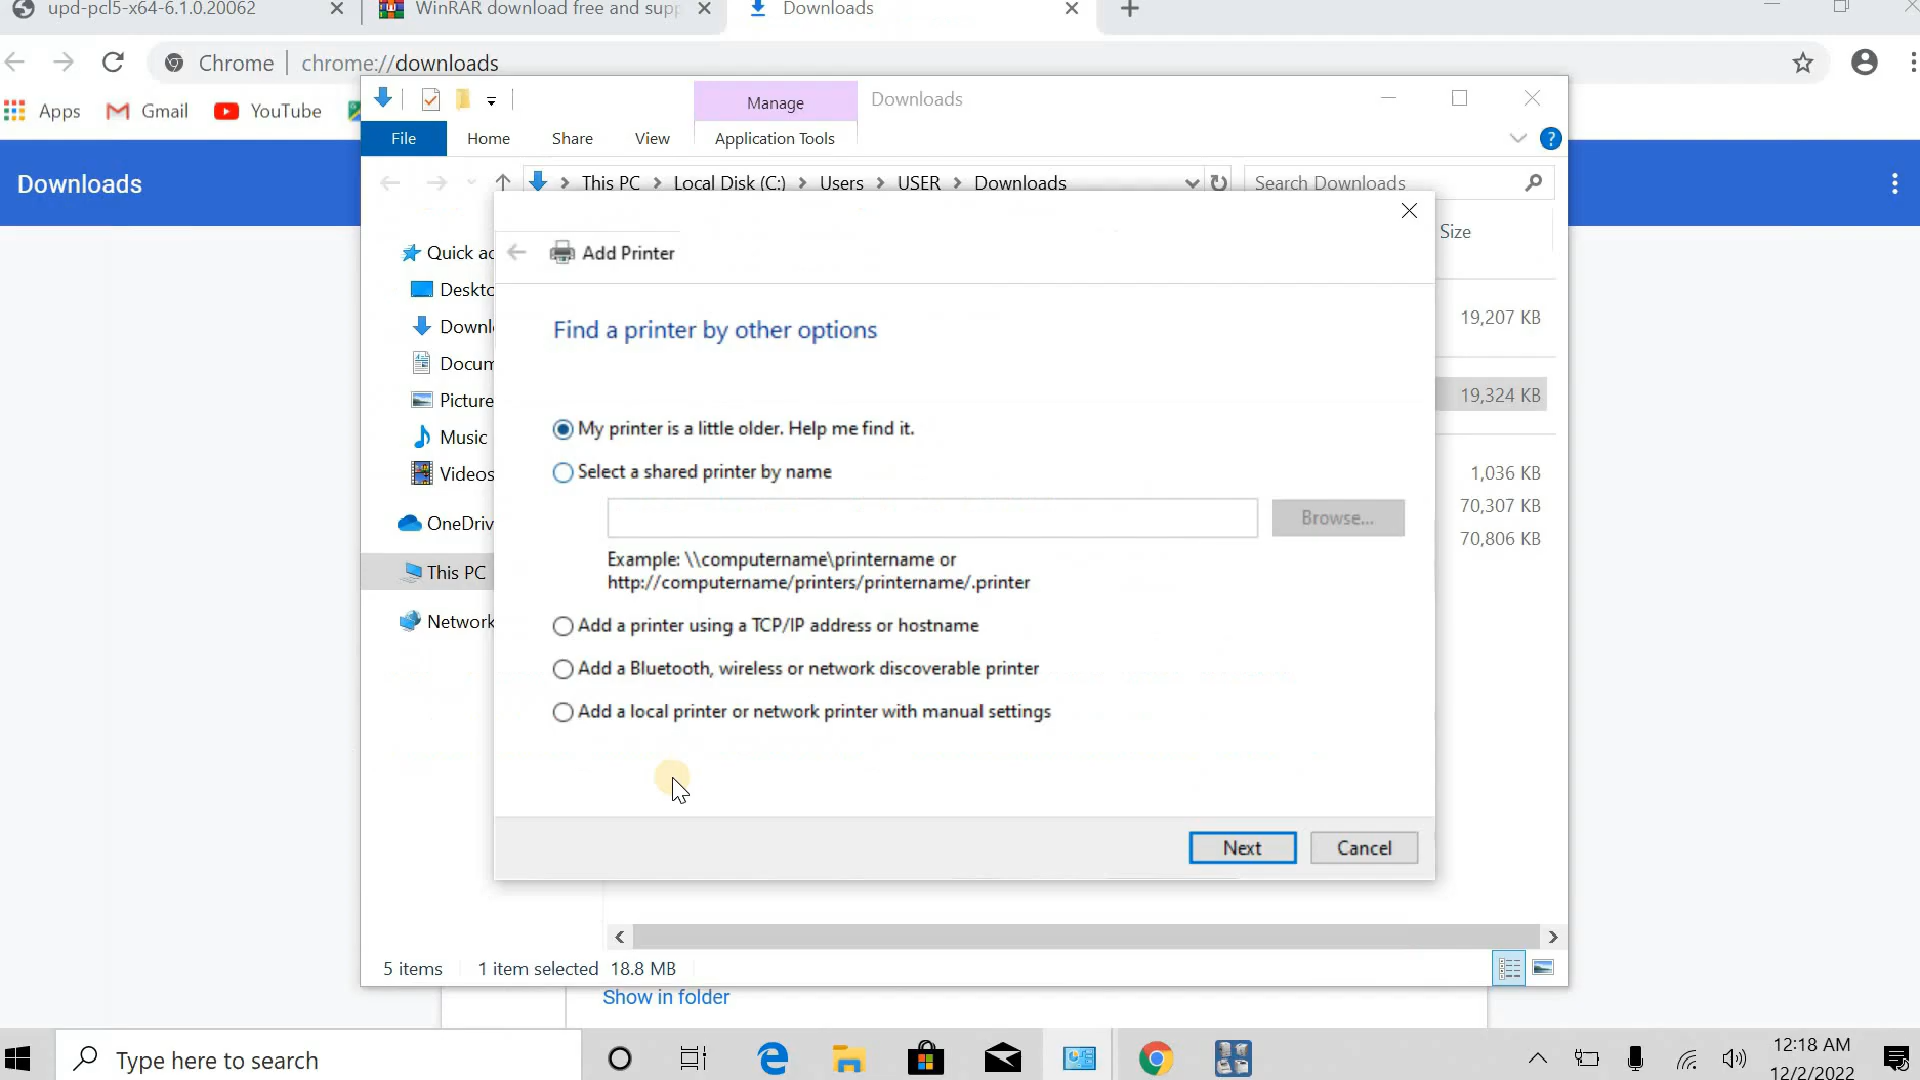 upd-pcl5-x64-6.1.0.20062
WinRAR download free and supp
Downloads
Chrome
chrome://downloads
Apps
Gmail
YouTube
Manage
Downloads
File
Home
Share
View
Application Tools
Downloads
This PC
Local Disk (C:)
Users
USER
Downloads
Search Downloads
Size
Quick ac
Deskto
Downl
Docum
Picture
Music
Videos
OneDriv
This PC
Network
Add Printer
Find a printer by other options
My printer is a little older. Help me find it.
Select a shared printer by name
Browse...
Example: \\computername\printername or
http://computername/printers/printername/.printer
Add a printer using a TCP/IP address or hostname
Add a Bluetooth, wireless or network discoverable printer
Add a local printer or network printer with manual settings
Next
Cancel
19,207 KB
19,324 KB
1,036 KB
70,307 KB
70,806 KB
5 items
1 item selected 18.8 MB
Show in folder
Type here to search
12:18 AM
12/2/2022